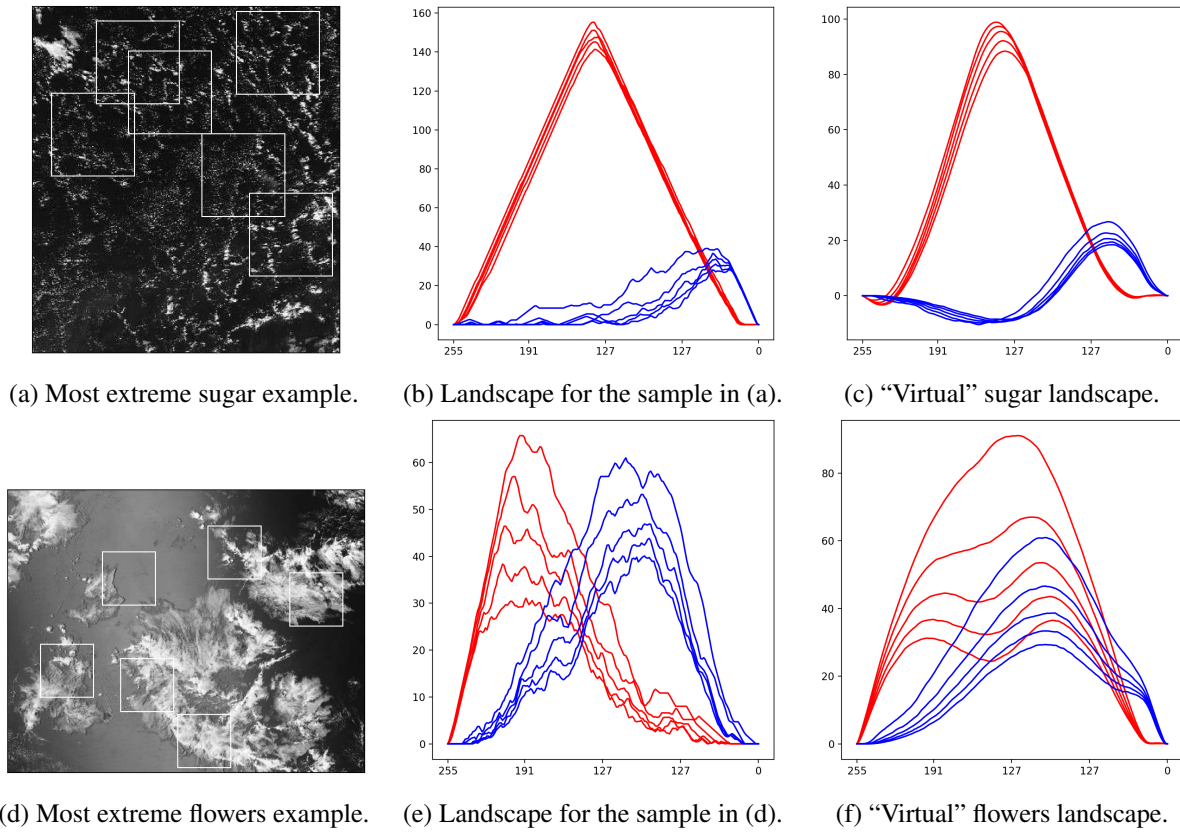 160
140
120
100
80
60
40
20
0
255 191 127 127 0
100
80
60
40
20
0
255 191 127 127 0
(a) Most extreme sugar example.
(b) Landscape for the sample in (a).
(c) “Virtual” sugar landscape.
60
50
40
30
20
10
0
255 191 127 127 0
80
60
40
20
0
255 191 127 127 0
(d) Most extreme flowers example.
(e) Landscape for the sample in (d).
(f) “Virtual” flowers landscape.